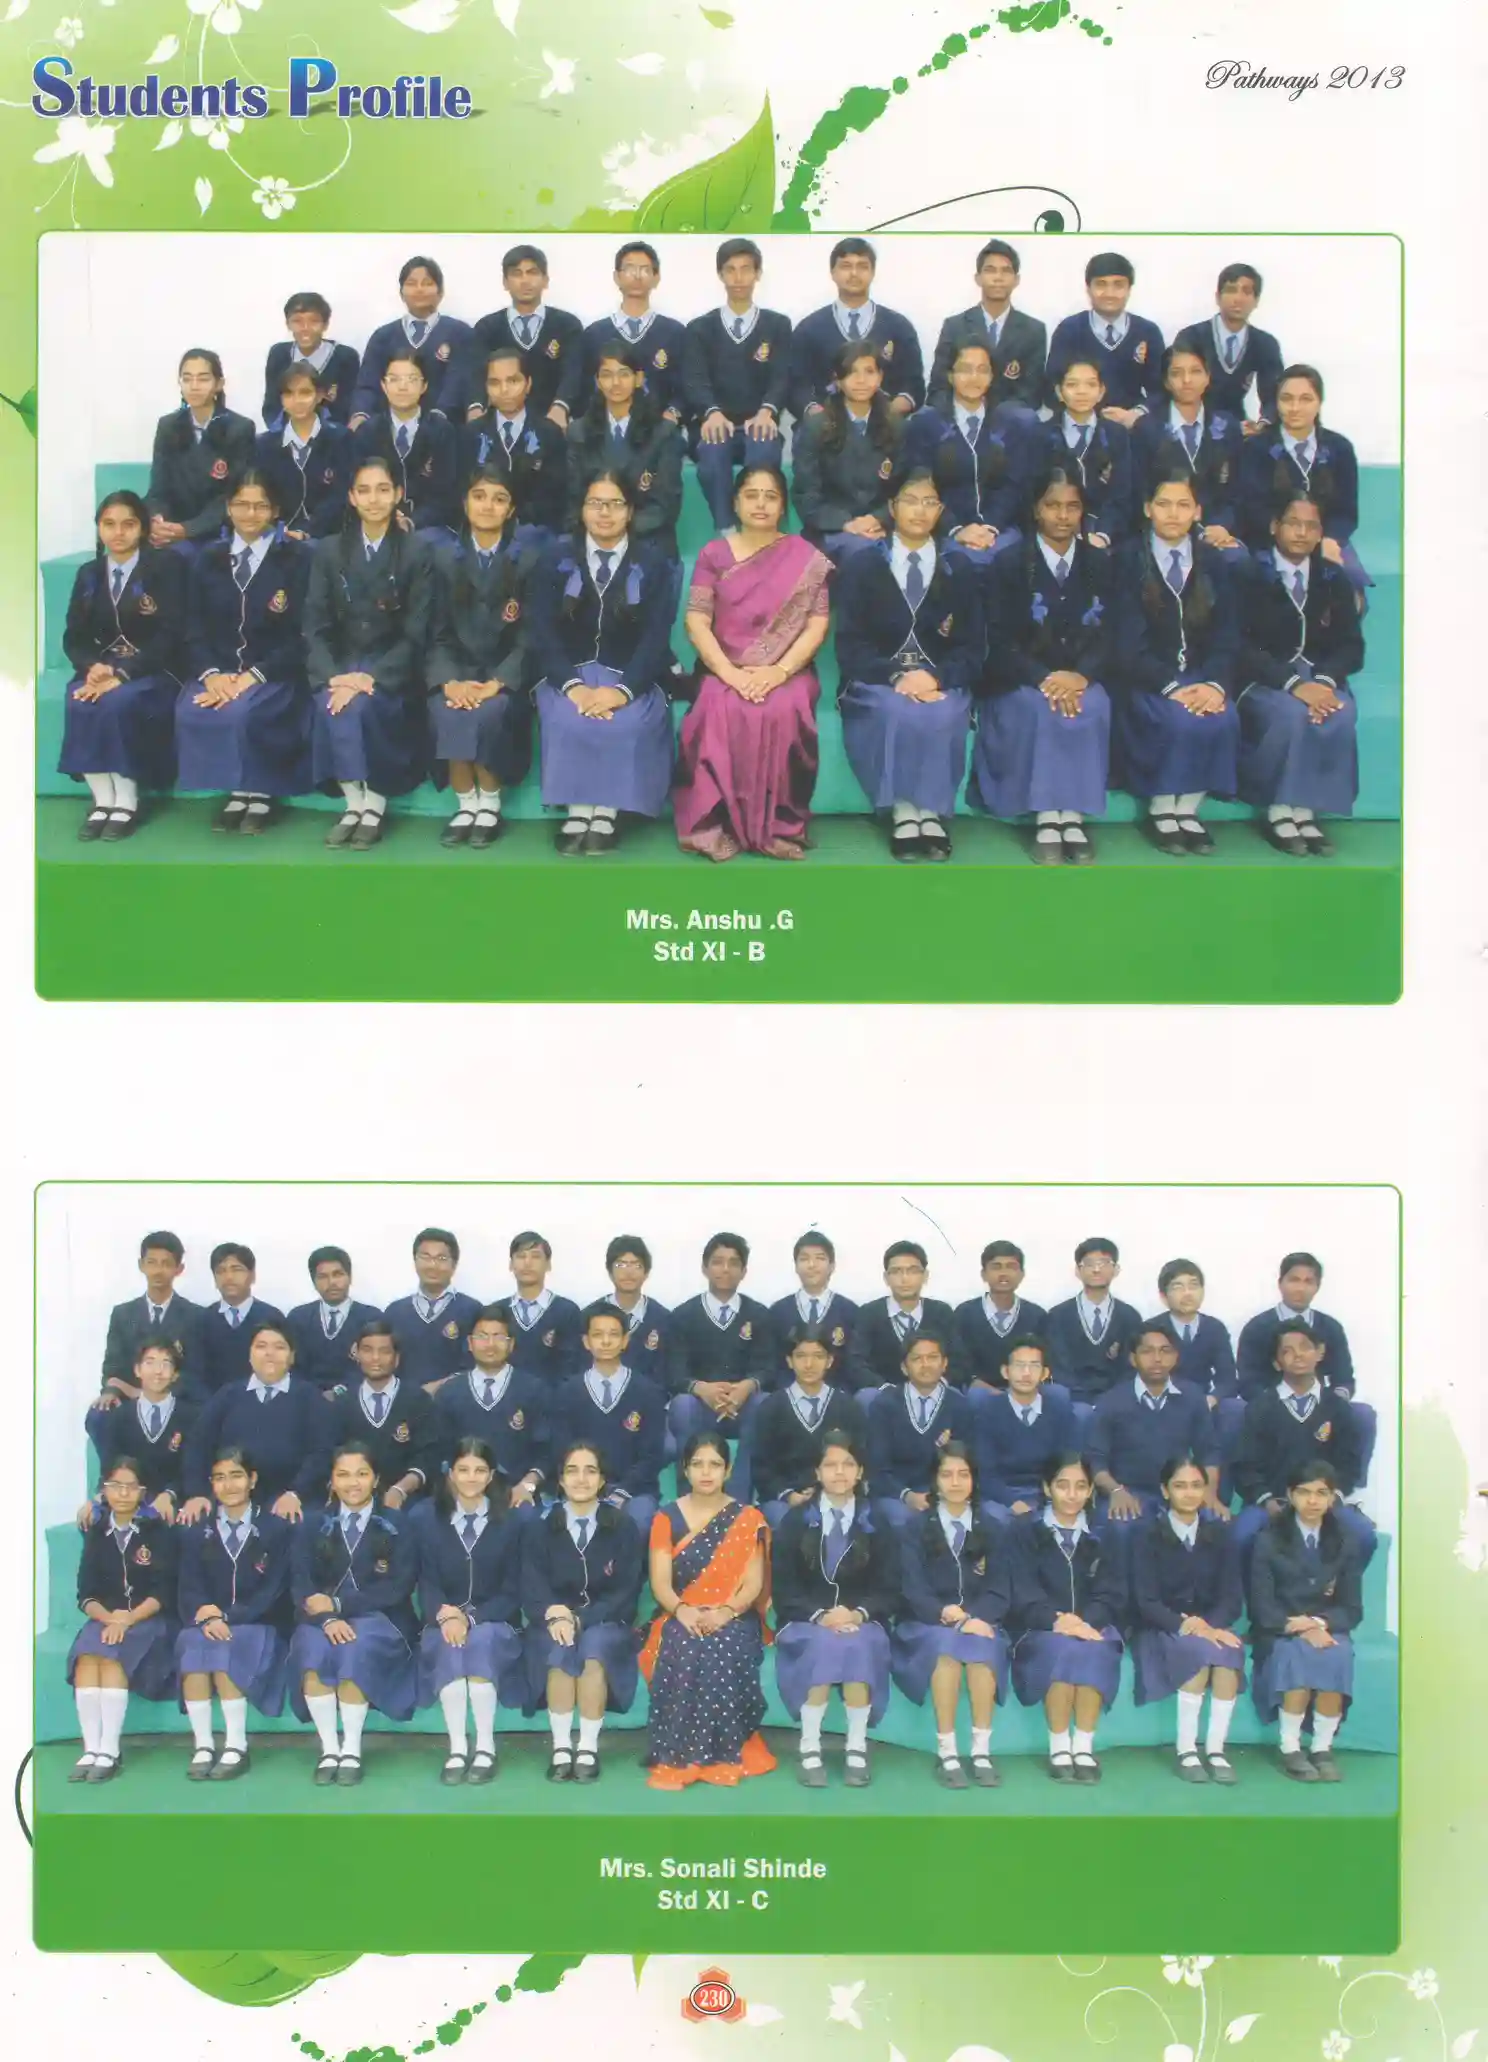 Students Profile
Pathways 2013
Mrs. Anshu .G
Std XI - B
Mrs. Sonali Shinde
Std XI - C
230